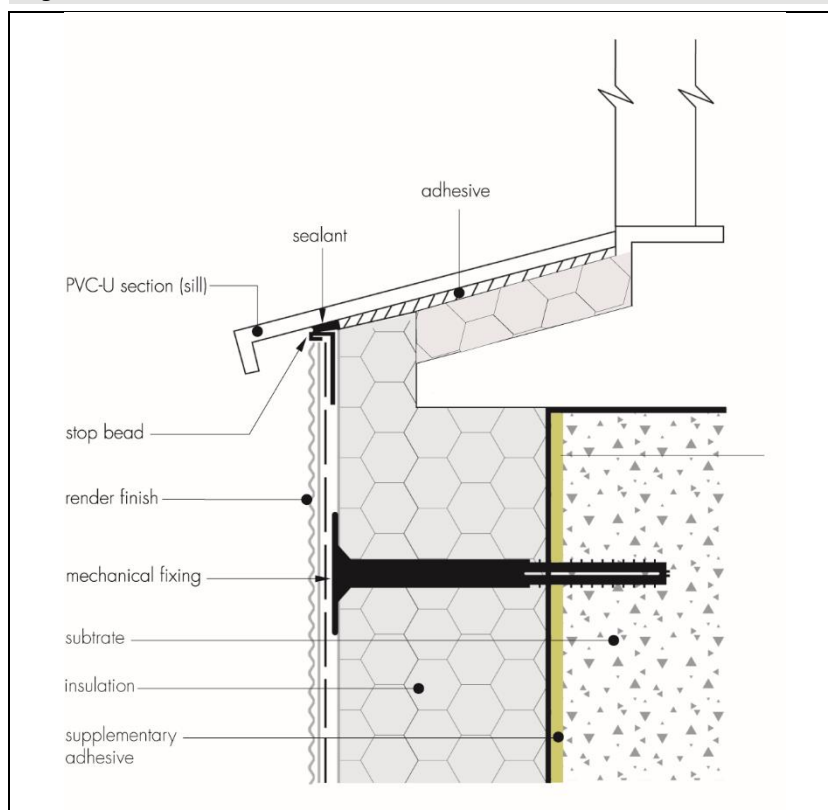 adhesive
sealant
PVC-U section (sill)
stop bead
render finish
mechanical fixing
subtrate
insulation
supplementary
adhesive